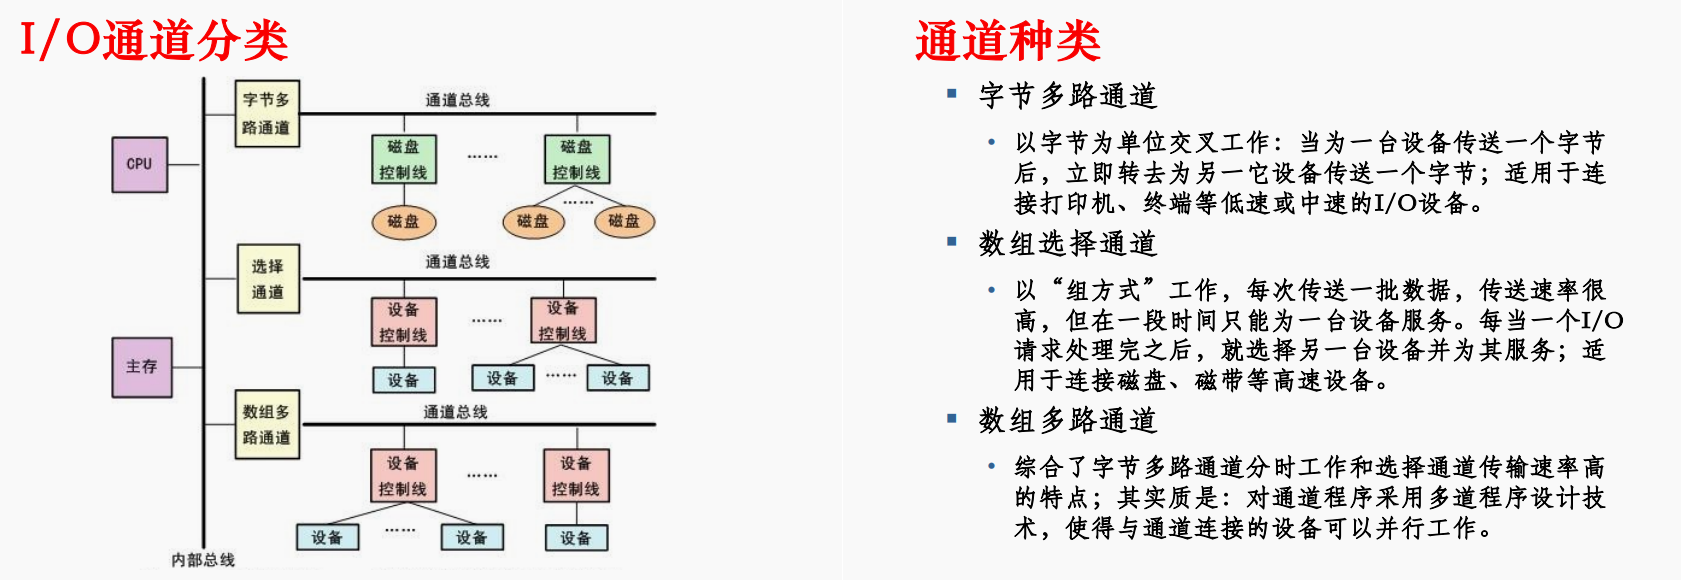 I/O通道分类
字节多
路通道
通道总线
CPU
磁盘
控制线
……
磁盘
控制线
磁盘
磁盘
……
磁盘
选择
通道
通道总线
设备
控制线
……
设备
控制线
主存
设备
设备
……
设备
数组多
路通道
通道总线
设备
控制线
……
设备
控制线
设备
……
设备
设备
内部总线
通道种类
字节多路通道
以字节为单位交叉工作：当为一台设备传送一个字节
后，立即转去为另一它设备传送一个字节；适用于连
接打印机、终端等低速或中速的I/O设备。
数组选择通道
以“组方式”工作，每次传送一批数据，传送速率很
高，但在一段时间只能为一台设备服务。每当一个I/O
请求处理完之后，就选择另一台设备并为其服务；适
用于连接磁盘、磁带等高速设备。
数组多路通道
综合了字节多路通道分时工作和选择通道传输速率高
的特点；其实质是：对通道程序采用多道程序设计技
术，使得与通道连接的设备可以并行工作。